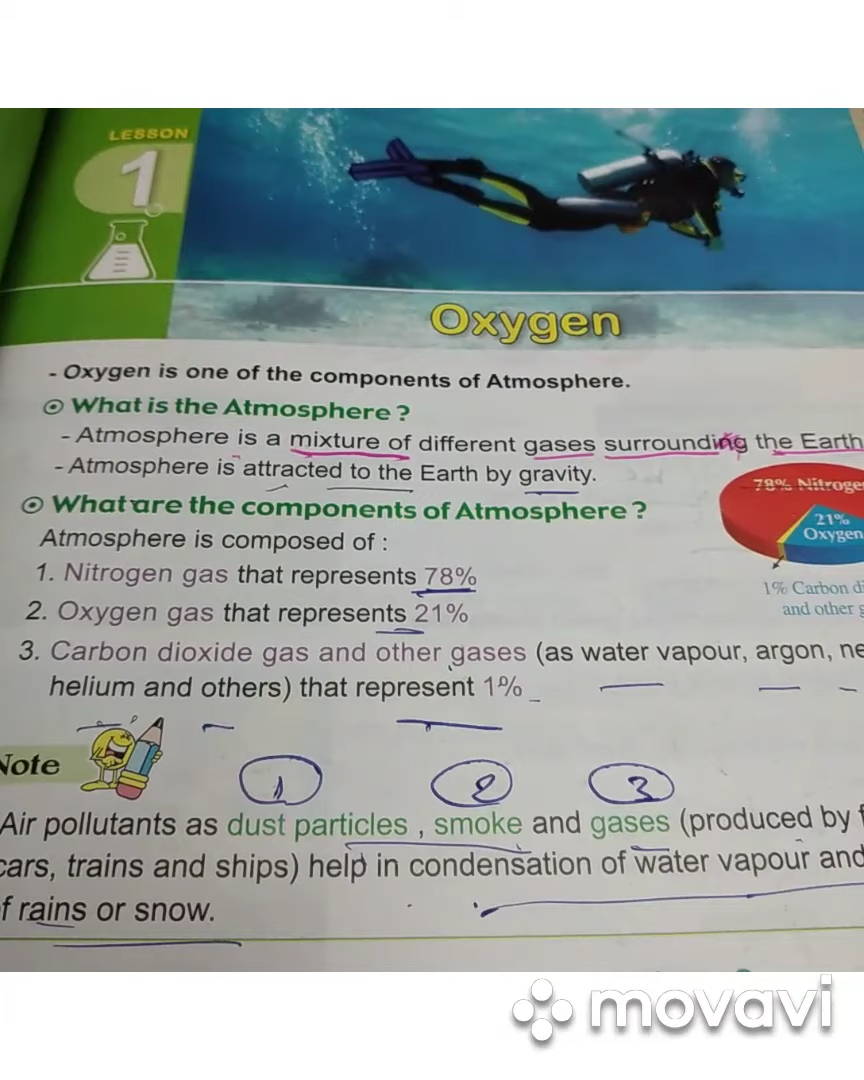 LESSON
1
Oxygen
- Oxygen is one of the components of Atmosphere.
What is the Atmosphere ?
- Atmosphere is a mixture of different gases surrounding the Earth
- Atmosphere is attracted to the Earth by gravity.
What are the components of Atmosphere ?
78% Nitroge
21%
Oxygen
Atmosphere is composed of :
1. Nitrogen gas that represents 78%
2. Oxygen gas that represents 21%
1% Carbon di
and other g
3. Carbon dioxide gas and other gases (as water vapour, argon, ne
helium and others) that represent 1%
Note
1 2 3
Air pollutants as dust particles , smoke and gases (produced by f
cars, trains and ships) help in condensation of water vapour and
f rains or snow.
movavi